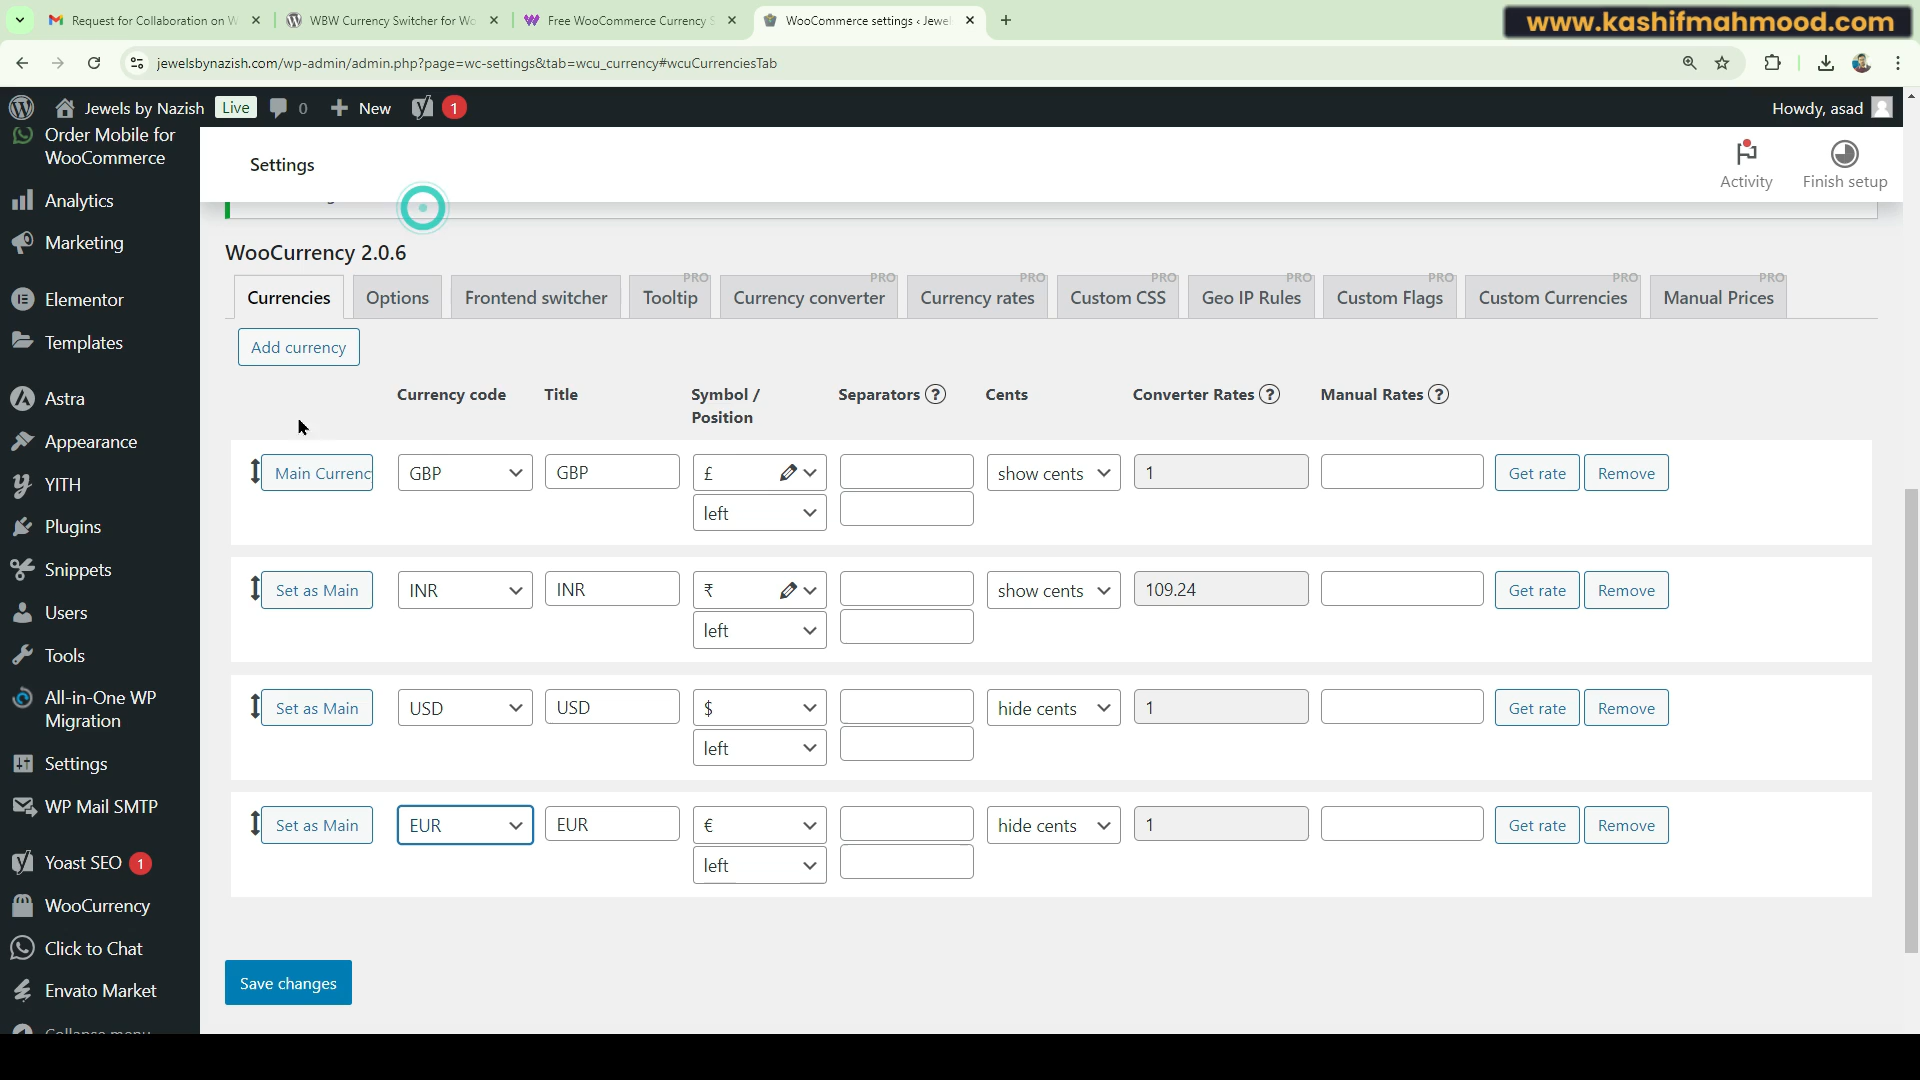 Request for Collaboration on W
WBW Currency Switcher for Wo
Free WooCommerce Currency S
WooCommerce settings ‹ Jewel
www.kashifmahmood.com
jewelsbynazish.com/wp-admin/admin.php?page=wc-settings&tab=wcu_currency#wcuCurrenciesTab
Jewels by Nazish
Live
0
New
1
Howdy, asad
Order Mobile for
WooCommerce
Analytics
Marketing
Elementor
Templates
Astra
Appearance
YITH
Plugins
Snippets
Users
Tools
All-in-One WP
Migration
Settings
WP Mail SMTP
Yoast SEO 1
WooCurrency
Click to Chat
Envato Market
Collapse menu
Settings
Activity
Finish setup
WooCurrency 2.0.6
Currencies
Options
Frontend switcher
Tooltip PRO
Currency converter PRO
Currency rates PRO
Custom CSS PRO
Geo IP Rules PRO
Custom Flags PRO
Custom Currencies PRO
Manual Prices PRO
Add currency
Currency code Title Symbol / Position Separators ? Cents Converter Rates ? Manual Rates ?
Main Currenc GBP GBP £ show cents 1 Get rate Remove
left
Set as Main INR INR ₹ show cents 109.24 Get rate Remove
left
Set as Main USD USD $ hide cents 1 Get rate Remove
left
Set as Main EUR EUR € hide cents 1 Get rate Remove
left
Save changes